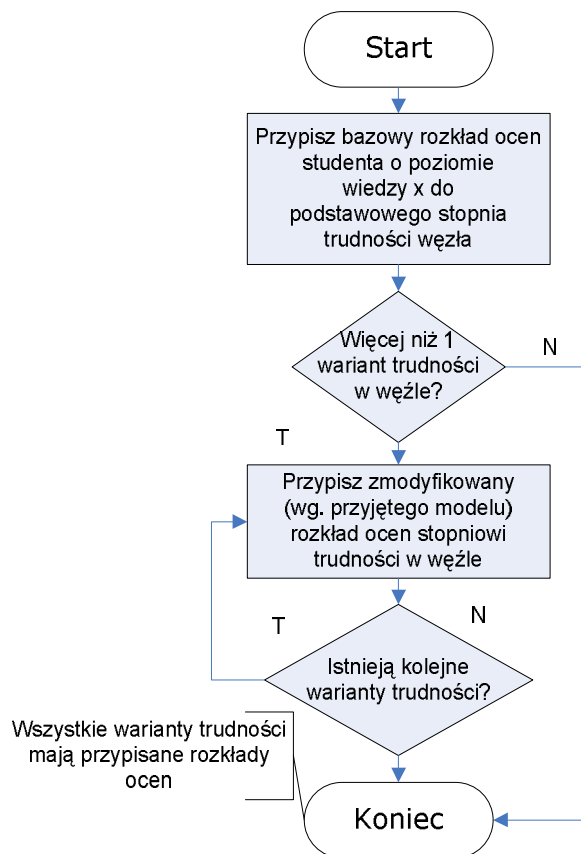 Start
Przypisz bazowy rozkład ocen
studenta o poziomie
wiedzy x do
podstawowego stopnia
trudności węzła
Więcej niż 1
wariant trudności
w węźle?
N
T
Przypisz zmodyfikowany
(wg. przyjętego modelu)
rozkład ocen stopniowi
trudności w węźle
T
N
Istnieją kolejne
warianty trudności?
Wszystkie warianty trudności
mają przypisane rozkłady
ocen
Koniec